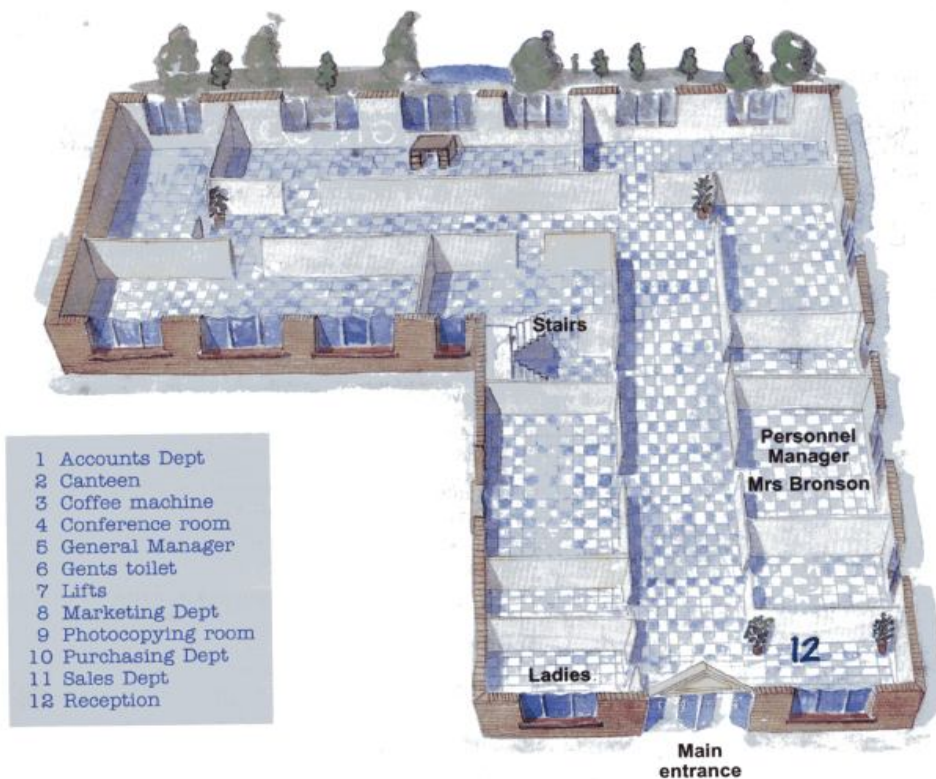 Stairs
Personnel
Manager
Mrs Bronson
1 Accounts Dept
2 Canteen
3 Coffee machine
4 Conference room
5 General Manager
6 Gents toilet
7 Lifts
8 Marketing Dept
9 Photocopying room
10 Purchasing Dept
11 Sales Dept
12 Reception
12
Ladies
Main
entrance